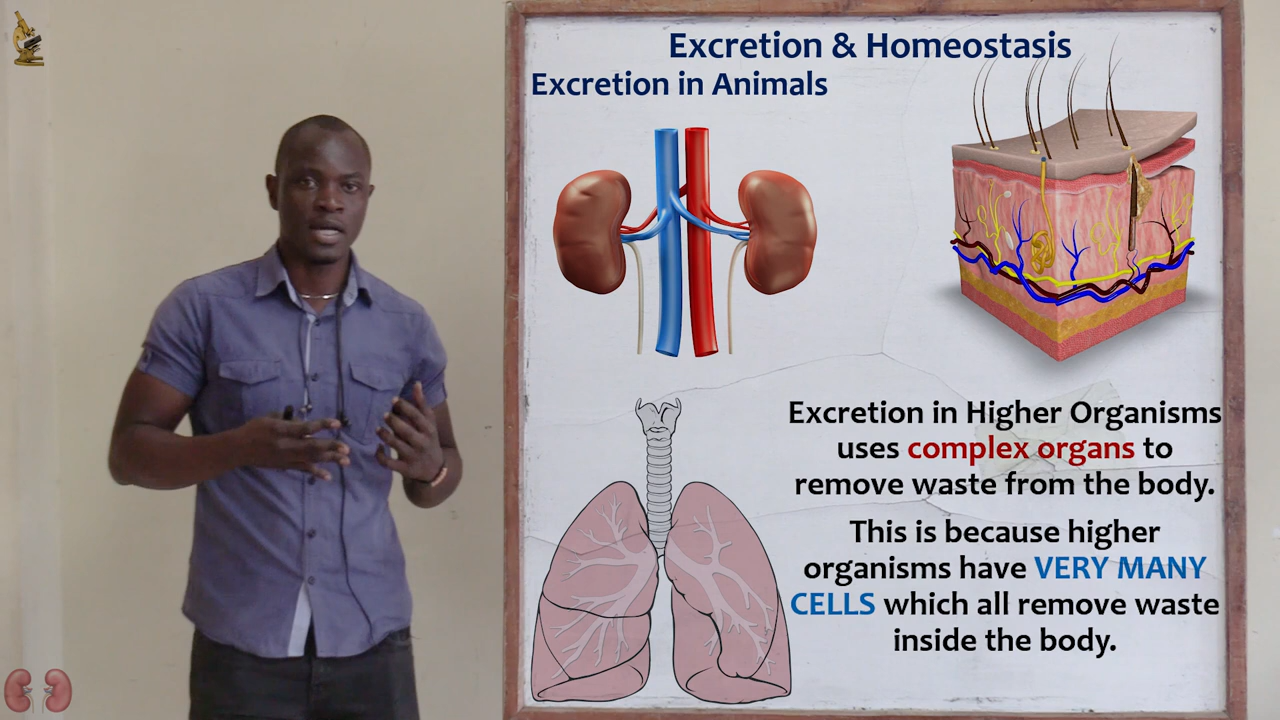 Excretion & Homeostasis
Excretion in Animals
Excretion in Higher Organisms
uses complex organs to
remove waste from the body.
This is because higher
organisms have VERY MANY
CELLS which all remove waste
inside the body.